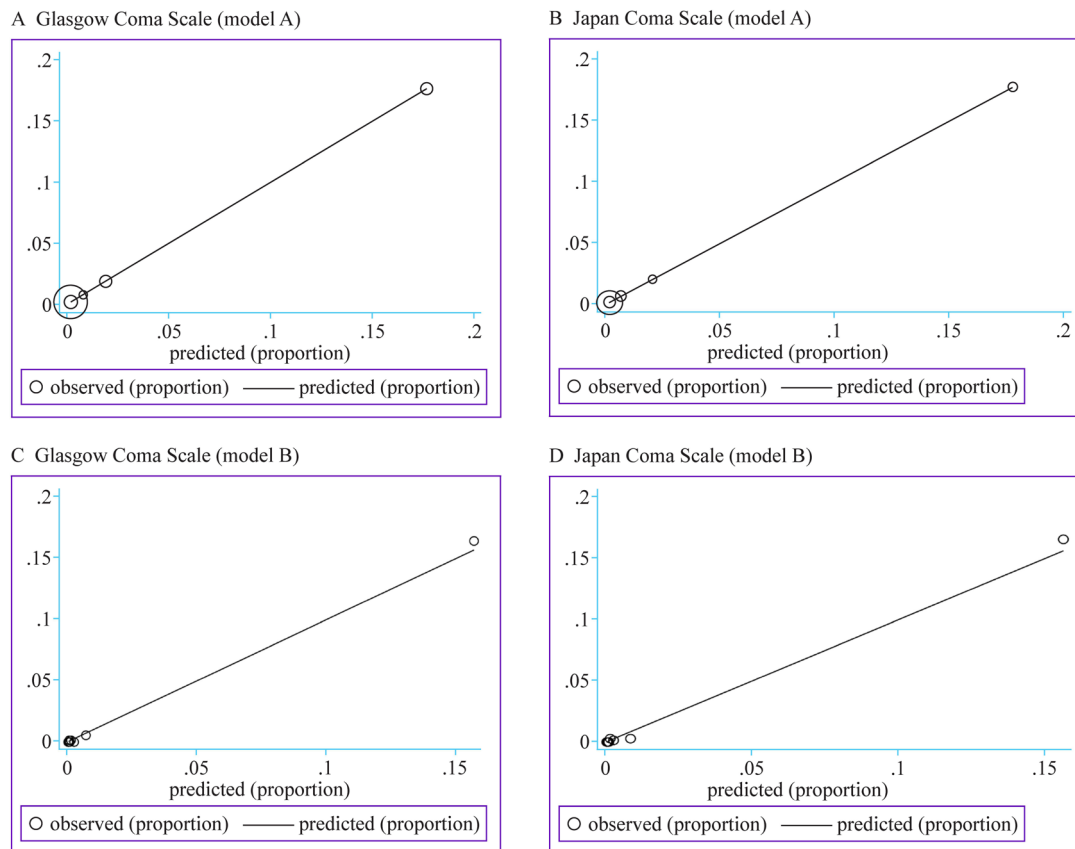 A Glasgow Coma Scale (model A)
.2
.15
.1
.05
0
0 .05 .1 .15 .2
predicted (proportion)
observed (proportion) predicted (proportion)
B Japan Coma Scale (model A)
.2
.15
.1
.05
0
0 .05 .1 .15 .2
predicted (proportion)
observed (proportion) predicted (proportion)
C Glasgow Coma Scale (model B)
.2
.15
.1
.05
0
0 .05 .1 .15
predicted (proportion)
observed (proportion) predicted (proportion)
D Japan Coma Scale (model B)
.2
.15
.1
.05
0
0 .05 .1 .15
predicted (proportion)
observed (proportion) predicted (proportion)